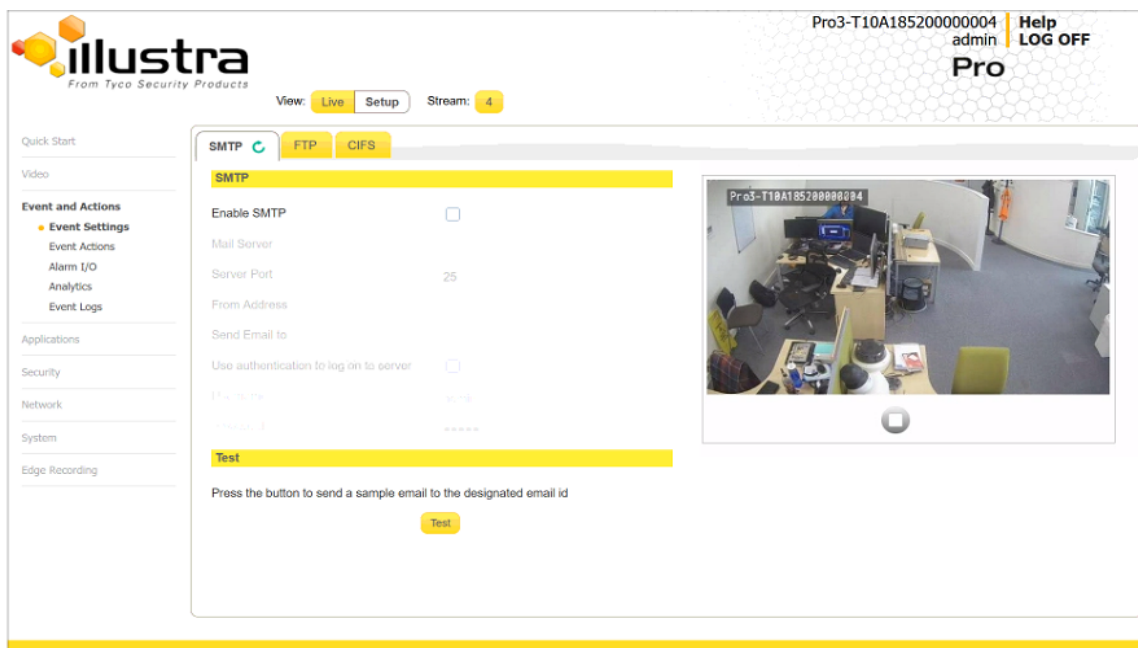 illustra
From Tyco Security Products
Pro3-T10A185200000004 Help
admin LOG OFF
Pro
View: Live Setup Stream: 4
Quick Start
Video
Event and Actions
Event Settings
Event Actions
Alarm I/O
Analytics
Event Logs
Applications
Security
Network
System
Edge Recording
SMTP FTP CIFS
SMTP
Enable SMTP
Mail Server
Server Port 25
From Address
Send Email to
Use authentication to log on to server
Test
Press the button to send a sample email to the designated email id
Test
Pro3-T10A185200000004